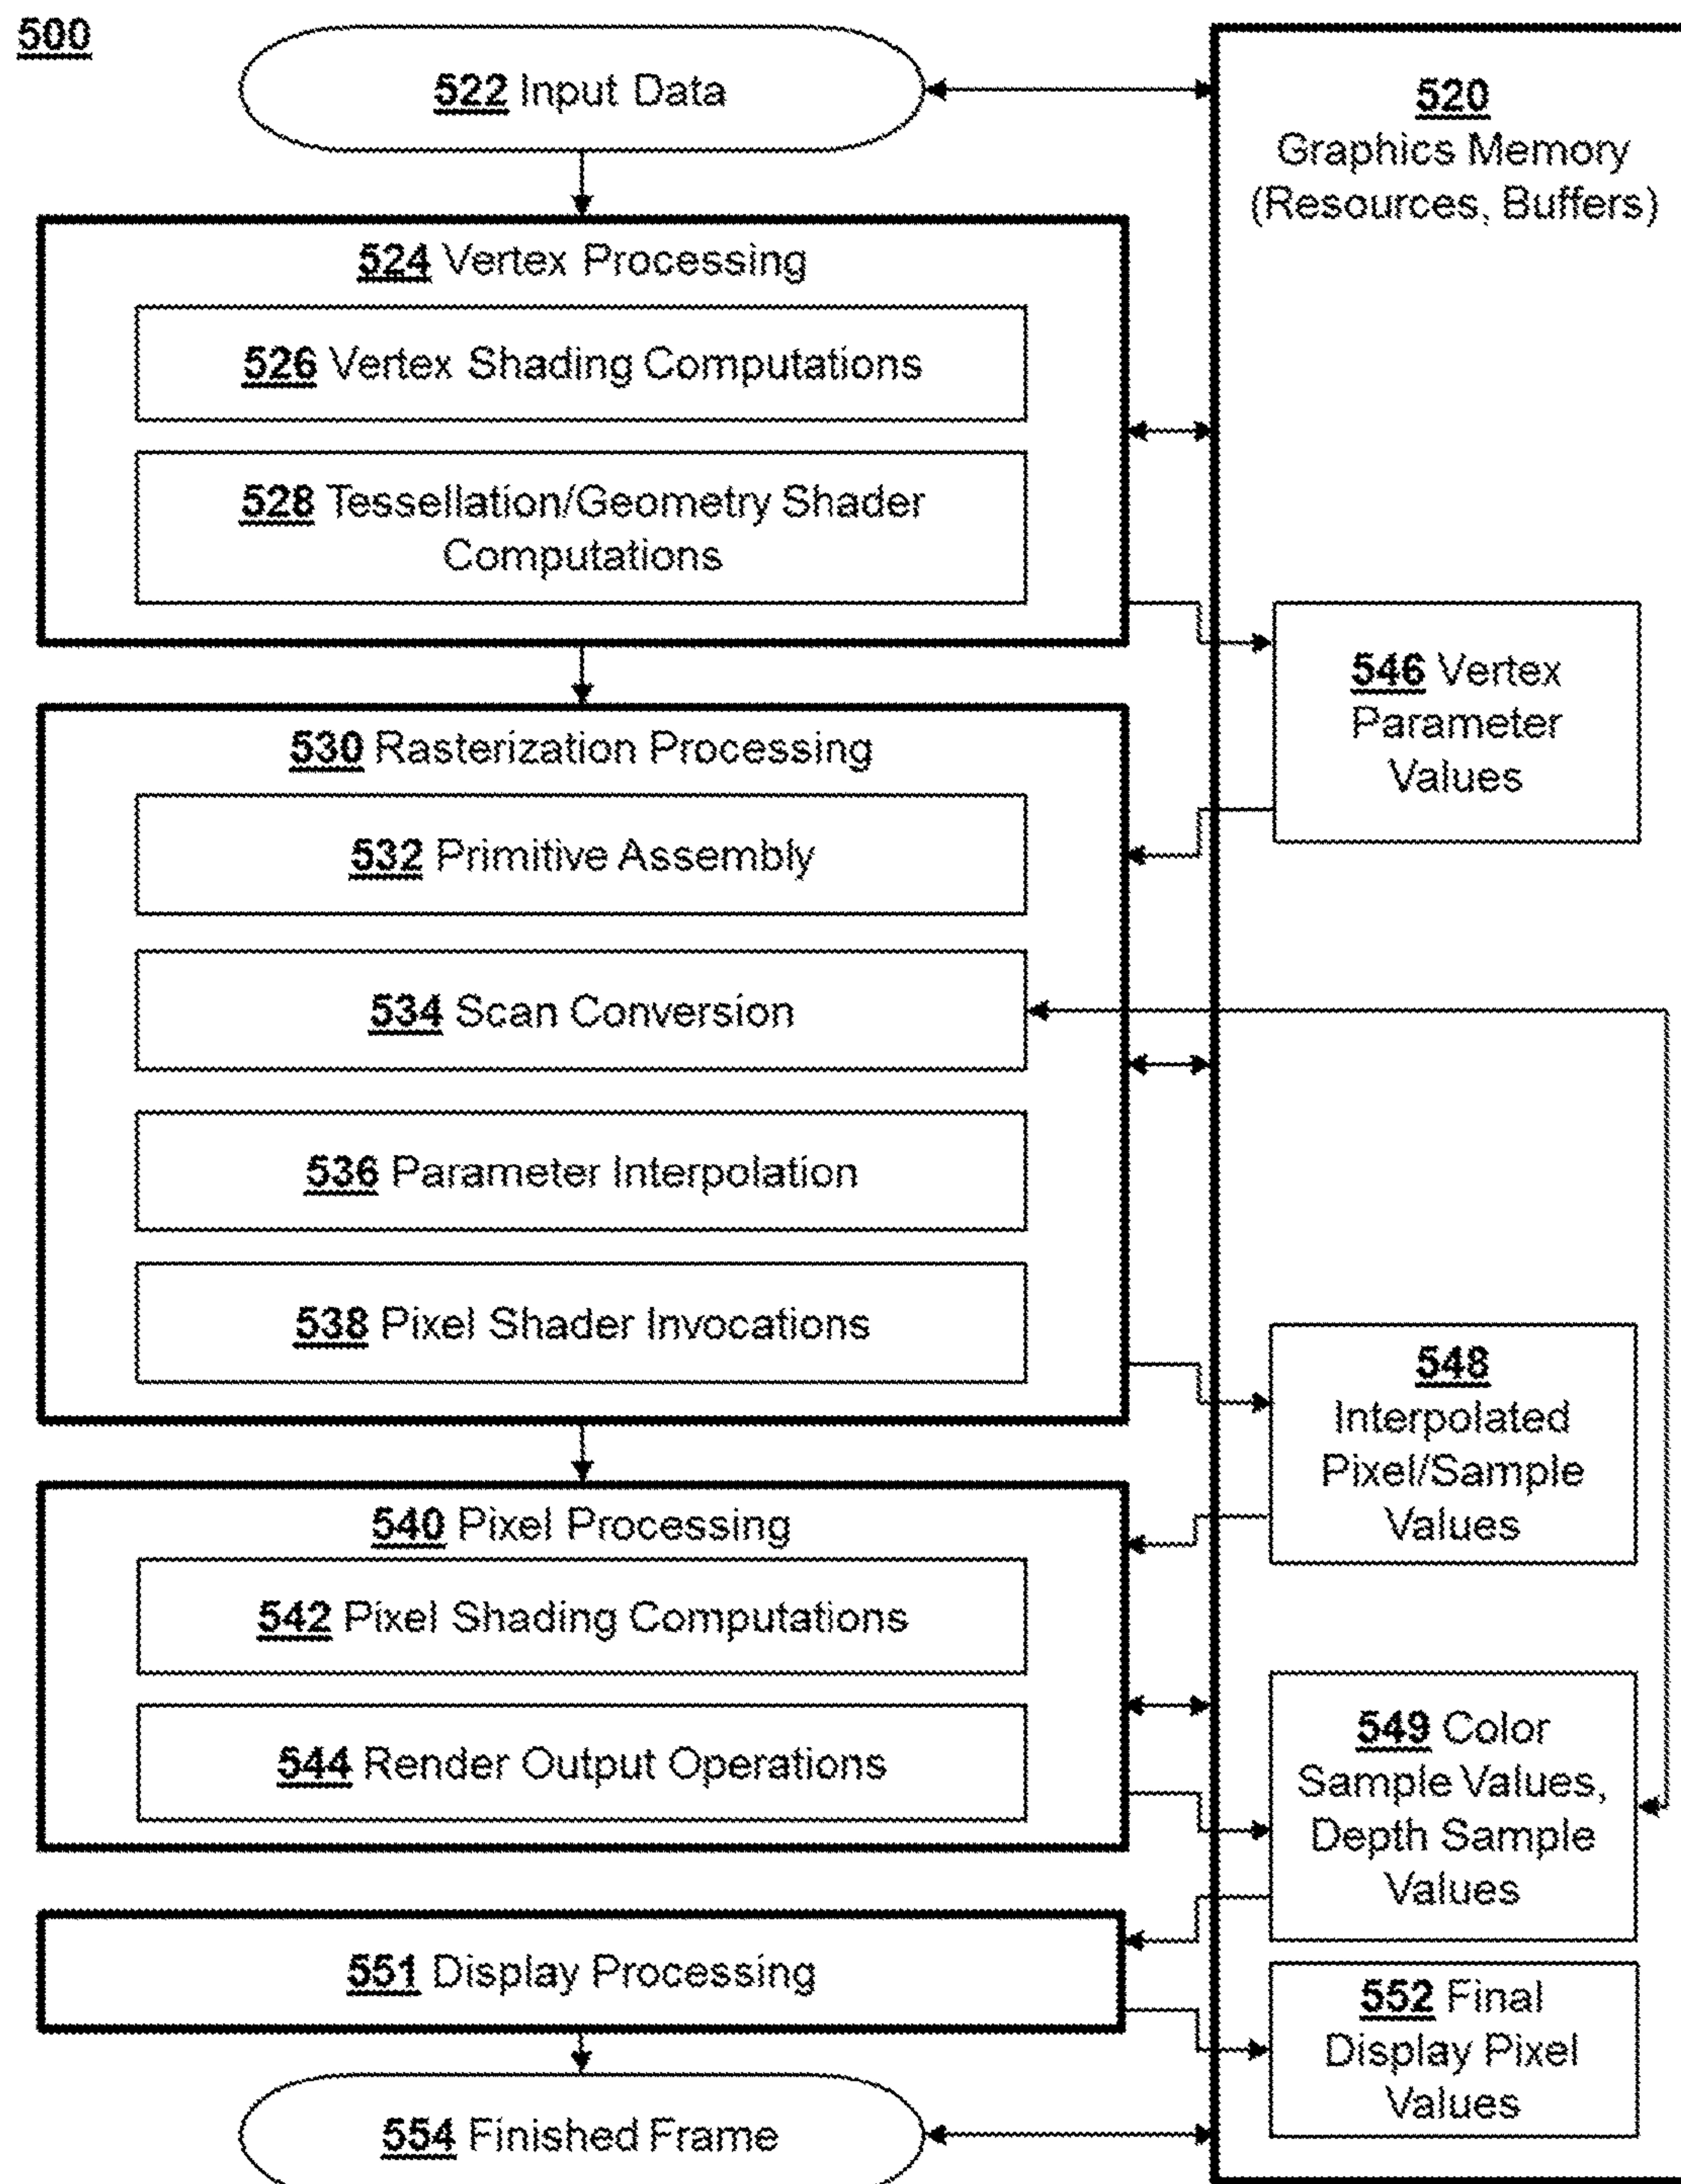 500
522 Input Data
520
Graphics Memory
(Resources, Buffers)
524 Vertex Processing
526 Vertex Shading Computations
528 Tessellation/Geometry Shader
Computations
546 Vertex
Parameter
Values
530 Rasterization Processing
532 Primitive Assembly
534 Scan Conversion
536 Parameter Interpolation
538 Pixel Shader Invocations
548
Interpolated
Pixel/Sample
Values
540 Pixel Processing
542 Pixel Shading Computations
544 Render Output Operations
549 Color
Sample Values,
Depth Sample
Values
551 Display Processing
552 Final
Display Pixel
Values
554 Finished Frame